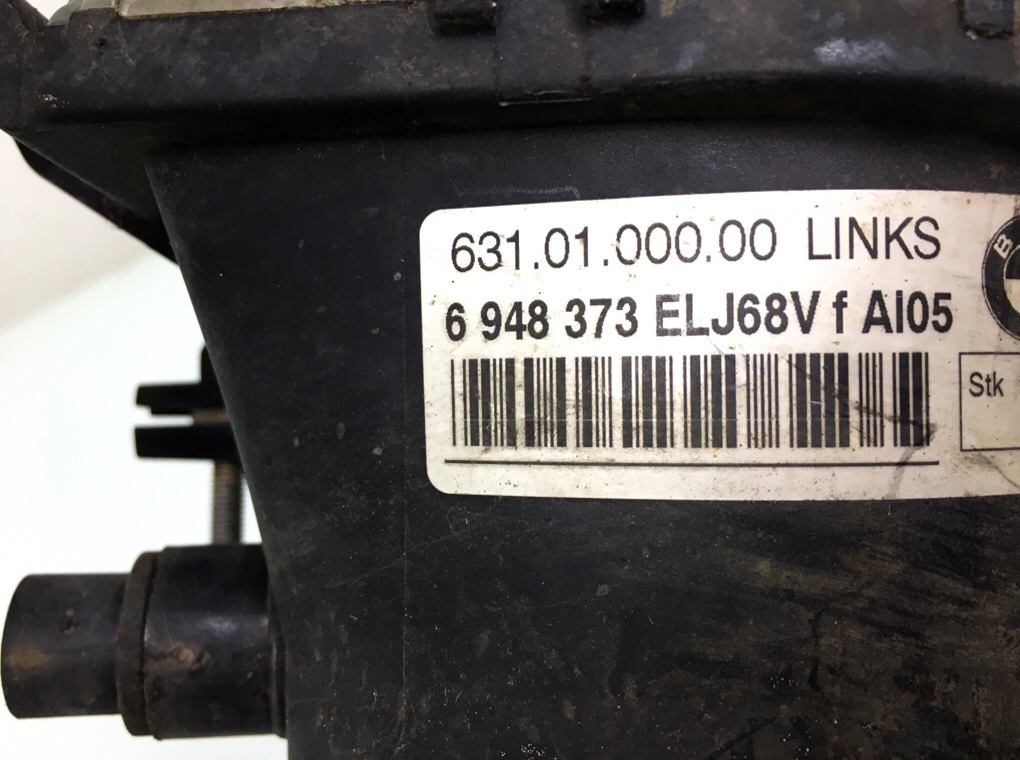 631.01.000.00 LINKS
6 948 373 ELJ68V f AI05
B
Stk